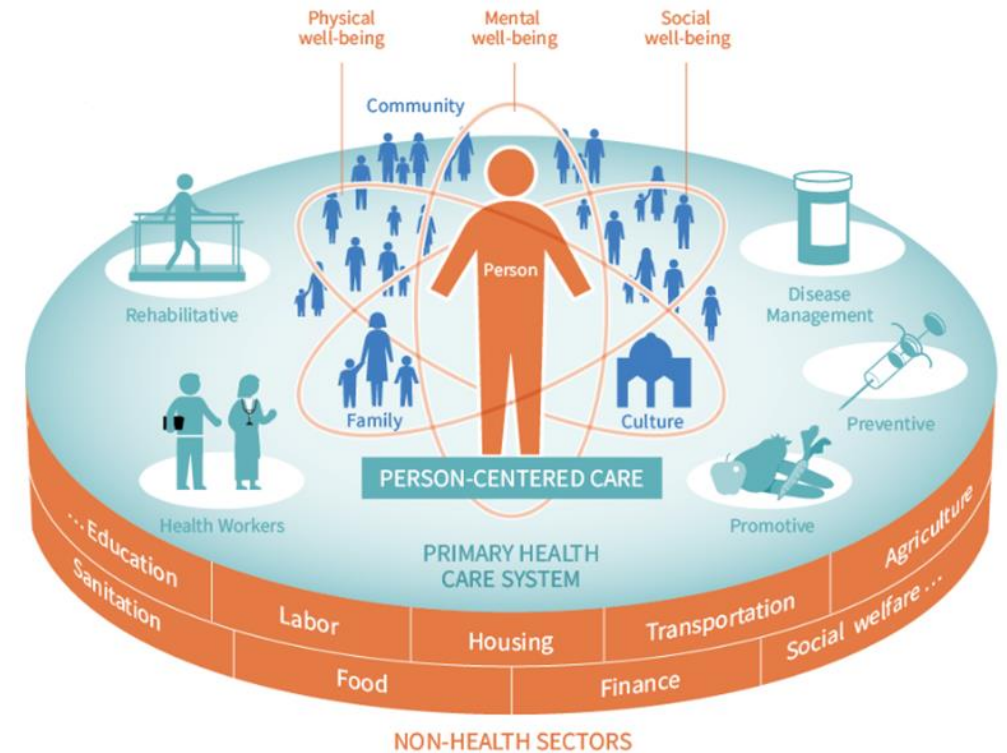 Physical
well-being
Mental
well-being
Social
well-being
Community
Person
Rehabilitative
Disease
Management
Family
Culture
Preventive
PERSON-CENTERED CARE
Health Workers
Promotive
PRIMARY HEALTH
CARE SYSTEM
... Education
Labor
Housing
Transportation
Agriculture
Sanitation
Food
Finance
Social welfare ...
NON-HEALTH SECTORS